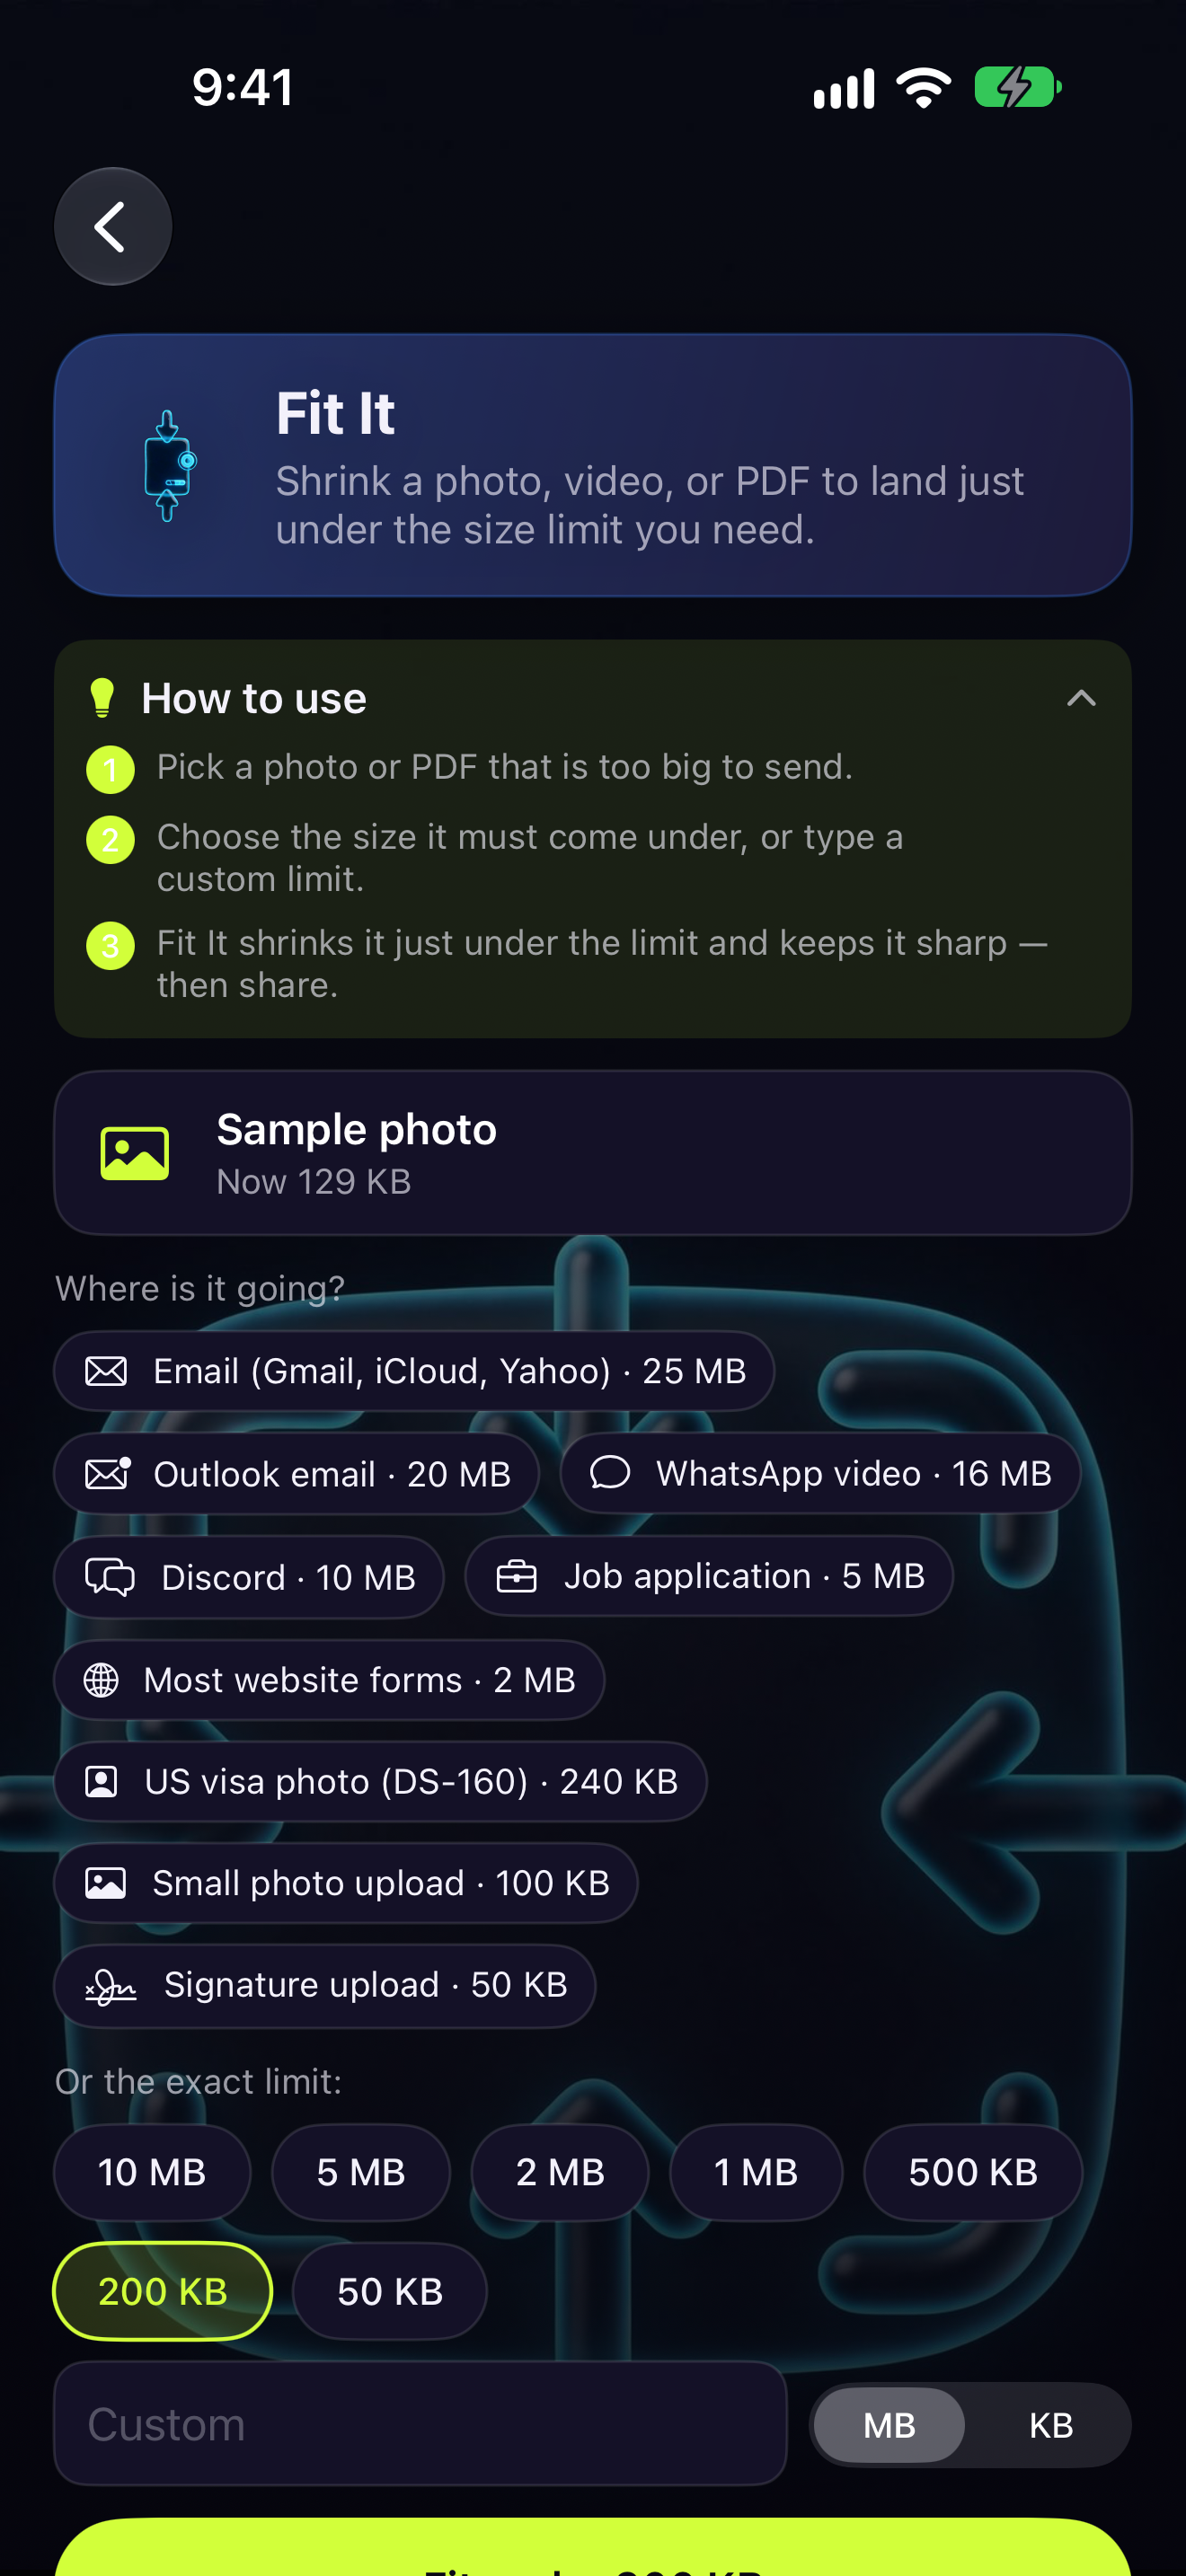 9:41
Fit It
Shrink a photo, video, or PDF to land just
under the size limit you need.
How to use
1 Pick a photo or PDF that is too big to send.
2 Choose the size it must come under, or type a
custom limit.
3 Fit It shrinks it just under the limit and keeps it sharp —
then share.
Sample photo
Now 129 KB
Where is it going?
Email (Gmail, iCloud, Yahoo) · 25 MB
Outlook email · 20 MB
WhatsApp video · 16 MB
Discord · 10 MB
Job application · 5 MB
Most website forms · 2 MB
US visa photo (DS-160) · 240 KB
Small photo upload · 100 KB
Signature upload · 50 KB
Or the exact limit:
10 MB
5 MB
2 MB
1 MB
500 KB
200 KB
50 KB
Custom
MB
KB